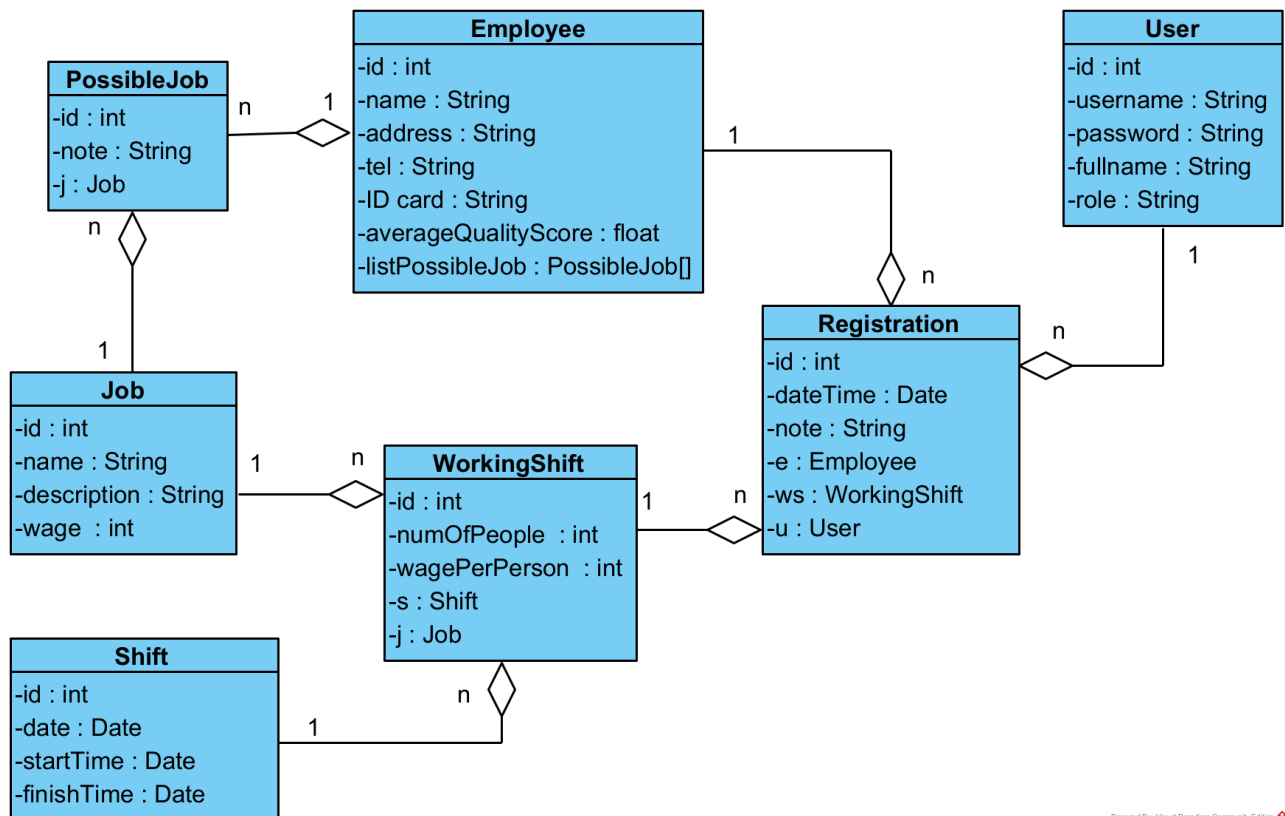 Employee
-id : int
-name : String
-address : String
-tel : String
-ID card : String
-averageQualityScore : float
-listPossibleJob : PossibleJob[]
User
-id : int
-username : String
-password : String
-fullname : String
-role : String
PossibleJob
-id : int
-note : String
-j : Job
n
1
1
n
1
n
n
1
Registration
-id : int
-dateTime : Date
-note : String
-e : Employee
-ws : WorkingShift
-u : User
Job
-id : int
-name : String
-description : String
-wage : int
1
n
WorkingShift
-id : int
-numOfPeople : int
-wagePerPerson : int
-s : Shift
-j : Job
1
n
Shift
-id : int
-date : Date
-startTime : Date
-finishTime : Date
1
n